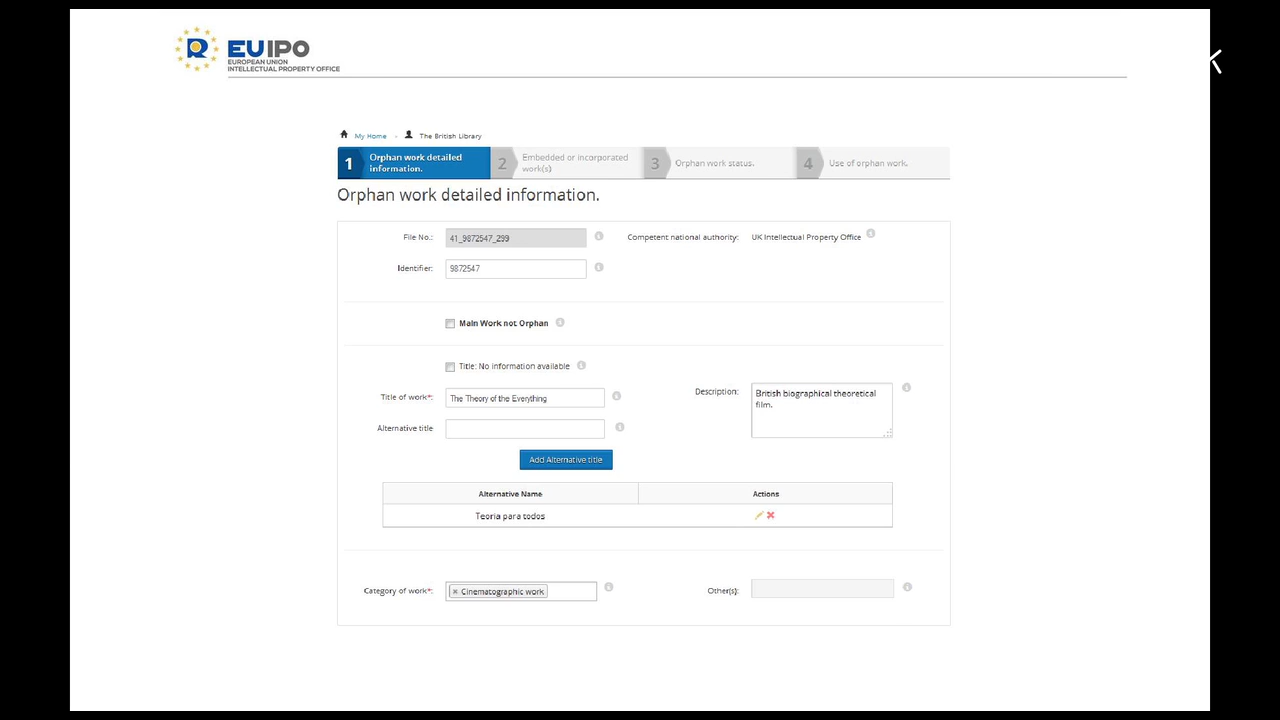 EUIPO
EUROPEAN UNION
INTELLECTUAL PROPERTY OFFICE
My Home
The British Library
1 Orphan work detailed information.
2 Embedded or incorporated work(s)
3 Orphan work status.
4 Use of orphan work.
Orphan work detailed information.
File No.: 41_9872547_299 Competent national authority: UK Intellectual Property Office
Identifier: 9872547
Main Work not Orphan
Title: No information available
Title of work*: The Theory of the Everything Description: British biographical theoretical
film.
Alternative title
Add Alternative title
Alternative Name Actions
Teoria para todos
Category of work*: Cinematographic work Other(s):